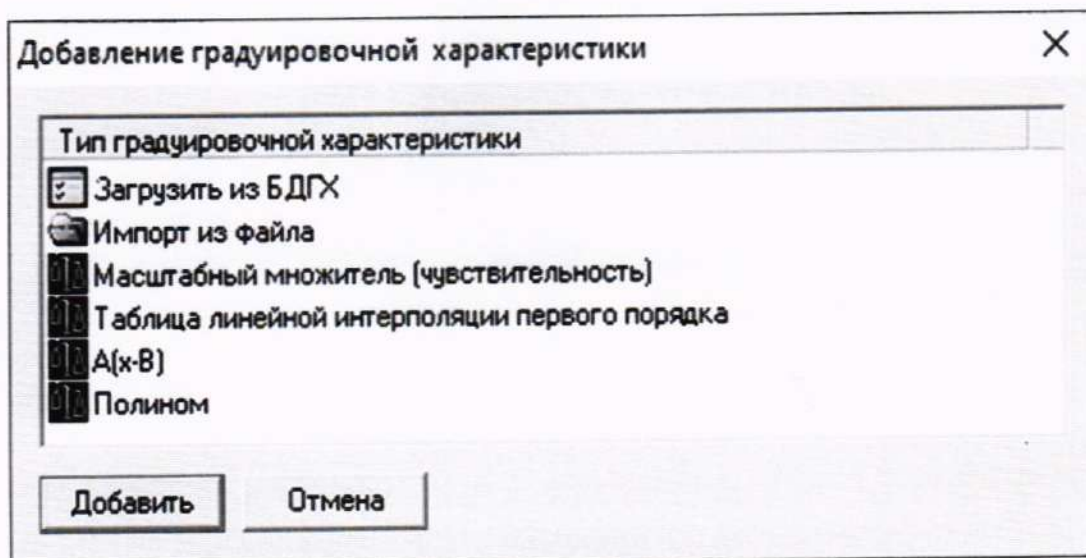 Добавление градуировочной характеристики
Тип градуировочной характеристики
Загрузить из БДГХ
Импорт из файла
Масштабный множитель (чувствительность)
Таблица линейной интерполяции первого порядка
A(x-B)
Полином
Добавить Отмена